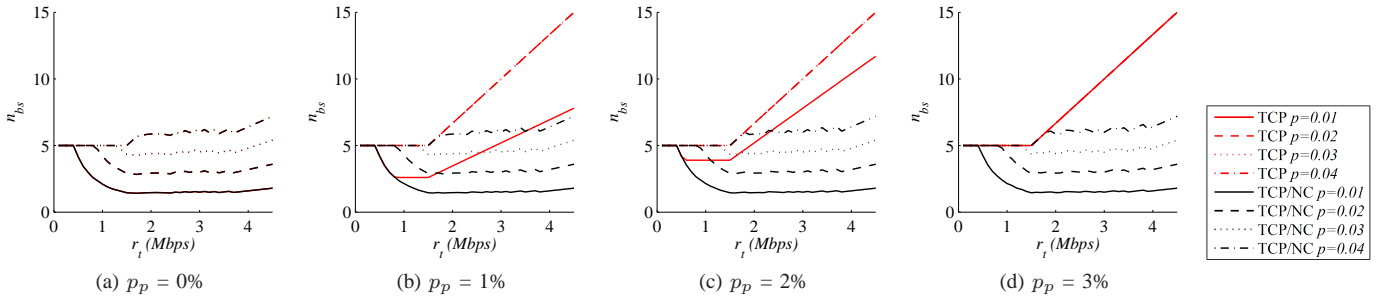 15
10
5
0
n_bs
0 1 2 3 4
r_t (Mbps)
(a) p_p = 0%
15
10
5
0
n_bs
0 1 2 3 4
r_t (Mbps)
(b) p_p = 1%
15
10
5
0
n_bs
0 1 2 3 4
r_t (Mbps)
(c) p_p = 2%
15
10
5
0
n_bs
0 1 2 3 4
r_t (Mbps)
(d) p_p = 3%
TCP p=0.01
TCP p=0.02
TCP p=0.03
TCP p=0.04
TCP/NC p=0.01
TCP/NC p=0.02
TCP/NC p=0.03
TCP/NC p=0.04